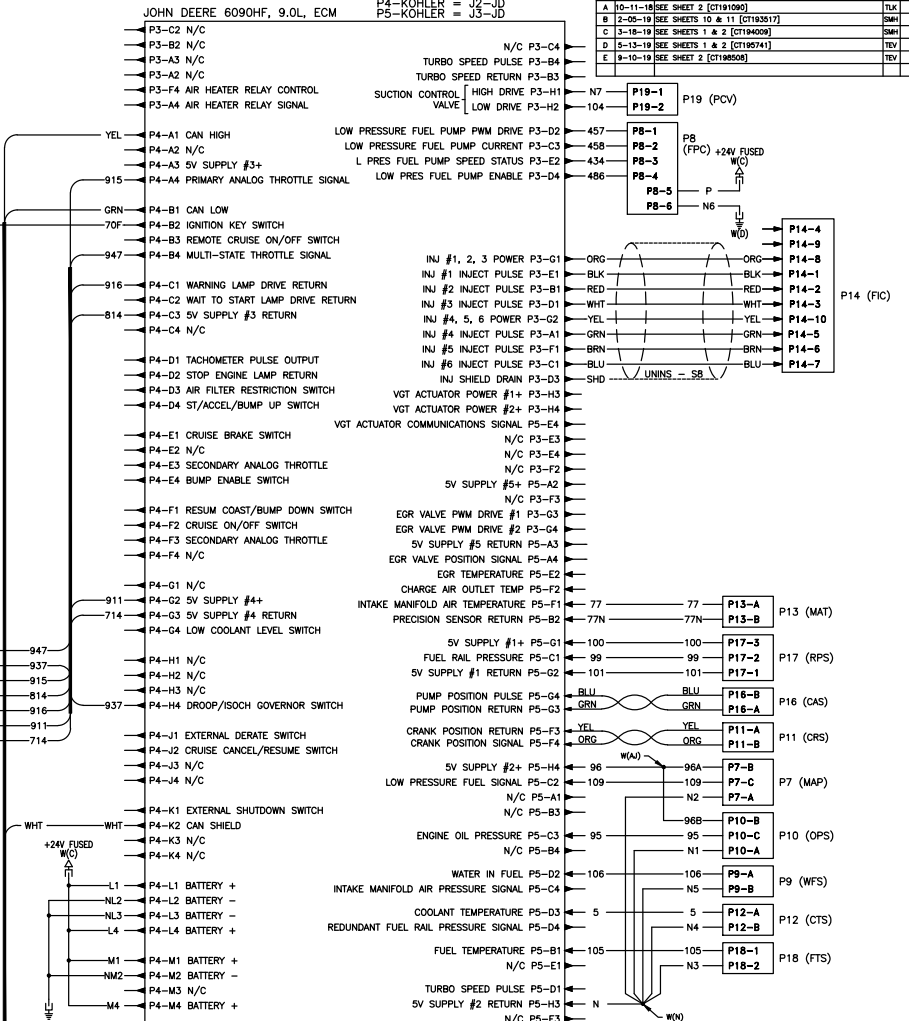 P4-KOHLER = J2-JD
JOHN DEERE 6090HF, 9.0L, ECM
P5-KOHLER = J3-JD
A 10-11-18 SEE SHEET 2 [CT191090] TLK
B 2-05-19 SEE SHEETS 10 & 11 [CT193517] SMH
C 3-18-19 SEE SHEETS 1 & 2 [CT194009] SMH
D 5-13-19 SEE SHEETS 1 & 2 [CT195741] TEV
E 9-10-19 SEE SHEET 2 [CT198508] TEV
P3-C2 N/C
P3-B2 N/C
P3-A3 N/C
P3-A2 N/C
P3-F4 AIR HEATER RELAY CONTROL
P3-A4 AIR HEATER RELAY SIGNAL
YEL P4-A1 CAN HIGH
P4-A2 N/C
P4-A3 5V SUPPLY #3+
915 P4-A4 PRIMARY ANALOG THROTTLE SIGNAL
GRN P4-B1 CAN LOW
70F P4-B2 IGNITION KEY SWITCH
P4-B3 REMOTE CRUISE ON/OFF SWITCH
947 P4-B4 MULTI-STATE THROTTLE SIGNAL
916 P4-C1 WARNING LAMP DRIVE RETURN
P4-C2 WAIT TO START LAMP DRIVE RETURN
814 P4-C3 5V SUPPLY #3 RETURN
P4-C4 N/C
P4-D1 TACHOMETER PULSE OUTPUT
P4-D2 STOP ENGINE LAMP RETURN
P4-D3 AIR FILTER RESTRICTION SWITCH
P4-D4 ST/ACCEL/BUMP UP SWITCH
P4-E1 CRUISE BRAKE SWITCH
P4-E2 N/C
P4-E3 SECONDARY ANALOG THROTTLE
P4-E4 BUMP ENABLE SWITCH
P4-F1 RESUM COAST/BUMP DOWN SWITCH
P4-F2 CRUISE ON/OFF SWITCH
P4-F3 SECONDARY ANALOG THROTTLE
P4-F4 N/C
P4-G1 N/C
911 P4-G2 5V SUPPLY #4+
714 P4-G3 5V SUPPLY #4 RETURN
P4-G4 LOW COOLANT LEVEL SWITCH
947
P4-H1 N/C
937
P4-H2 N/C
915
P4-H3 N/C
814
937 P4-H4 DROOP/ISOCH GOVERNOR SWITCH
916
911
714
P4-J1 EXTERNAL DERATE SWITCH
P4-J2 CRUISE CANCEL/RESUME SWITCH
P4-J3 N/C
P4-J4 N/C
P4-K1 EXTERNAL SHUTDOWN SWITCH
WHT WHT P4-K2 CAN SHIELD
P4-K3 N/C
P4-K4 N/C
+24V FUSED
W(C)
L1 P4-L1 BATTERY +
NL2 P4-L2 BATTERY -
NL3 P4-L3 BATTERY -
L4 P4-L4 BATTERY +
M1 P4-M1 BATTERY +
NM2 P4-M2 BATTERY -
P4-M3 N/C
M4 P4-M4 BATTERY +
N/C P3-C4
TURBO SPEED PULSE P3-B4
TURBO SPEED RETURN P3-B3
SUCTION CONTROL VALVE
HIGH DRIVE P3-H1 N7 P19-1
LOW DRIVE P3-H2 104 P19-2
P19 (PCV)
LOW PRESSURE FUEL PUMP PWM DRIVE P3-D2 457 P8-1
LOW PRESSURE FUEL PUMP CURRENT P3-C3 458 P8-2
L PRES FUEL PUMP SPEED STATUS P3-E2 434 P8-3
LOW PRES FUEL PUMP ENABLE P3-D4 486 P8-4
P8-5 P
P8-6 N6
P8
(FPC)
+24V FUSED
W(C)
W(D)
P14-4
P14-9
INJ #1, 2, 3 POWER P3-G1 ORG ORG P14-8
INJ #1 INJECT PULSE P3-E1 BLK BLK P14-1
INJ #2 INJECT PULSE P3-B1 RED RED P14-2
INJ #3 INJECT PULSE P3-D1 WHT WHT P14-3
INJ #4, 5, 6 POWER P3-G2 YEL YEL P14-10
INJ #4 INJECT PULSE P3-A1 GRN GRN P14-5
INJ #5 INJECT PULSE P3-F1 BRN BRN P14-6
INJ #6 INJECT PULSE P3-C1 BLU BLU P14-7
P14 (FIC)
INJ SHIELD DRAIN P3-D3 SHD UNINS - S8
VGT ACTUATOR POWER #1+ P3-H3
VGT ACTUATOR POWER #2+ P3-H4
VGT ACTUATOR COMMUNICATIONS SIGNAL P5-E4
N/C P3-E3
N/C P3-E4
N/C P3-F2
5V SUPPLY #5+ P5-A2
N/C P3-F3
EGR VALVE PWM DRIVE #1 P3-G3
EGR VALVE PWM DRIVE #2 P3-G4
5V SUPPLY #5 RETURN P5-A3
EGR VALVE POSITION SIGNAL P5-A4
EGR TEMPERATURE P5-E2
CHARGE AIR OUTLET TEMP P5-F2
INTAKE MANIFOLD AIR TEMPERATURE P5-F1 77 77 P13-A
PRECISION SENSOR RETURN P5-B2 77N 77N P13-B
P13 (MAT)
5V SUPPLY #1+ P5-G1 100 100 P17-3
FUEL RAIL PRESSURE P5-C1 99 99 P17-2
5V SUPPLY #1 RETURN P5-G2 101 101 P17-1
P17 (RPS)
PUMP POSITION PULSE P5-G4 BLU BLU P16-B
PUMP POSITION RETURN P5-G3 GRN GRN P16-A
P16 (CAS)
CRANK POSITION RETURN P5-F3 YEL YEL P11-A
CRANK POSITION SIGNAL P5-F4 ORG ORG P11-B
P11 (CRS)
W(AJ)
5V SUPPLY #2+ P5-H4 96 96A P7-B
LOW PRESSURE FUEL SIGNAL P5-C2 109 109 P7-C
N/C P5-A1 N2 P7-A
P7 (MAP)
N/C P5-B3
96B P10-B
ENGINE OIL PRESSURE P5-C3 95 95 P10-C
N/C P5-B4 N1 P10-A
P10 (OPS)
WATER IN FUEL P5-D2 106 106 P9-A
INTAKE MANIFOLD AIR PRESSURE SIGNAL P5-C4 N5 P9-B
P9 (WFS)
COOLANT TEMPERATURE P5-D3 5 5 P12-A
REDUNDANT FUEL RAIL PRESSURE SIGNAL P5-D4 N4 P12-B
P12 (CTS)
FUEL TEMPERATURE P5-B1 105 105 P18-1
N/C P5-E1 N3 P18-2
P18 (FTS)
TURBO SPEED PULSE P5-D1
5V SUPPLY #2 RETURN P5-H3 N
W(N)
N/C P5-E3